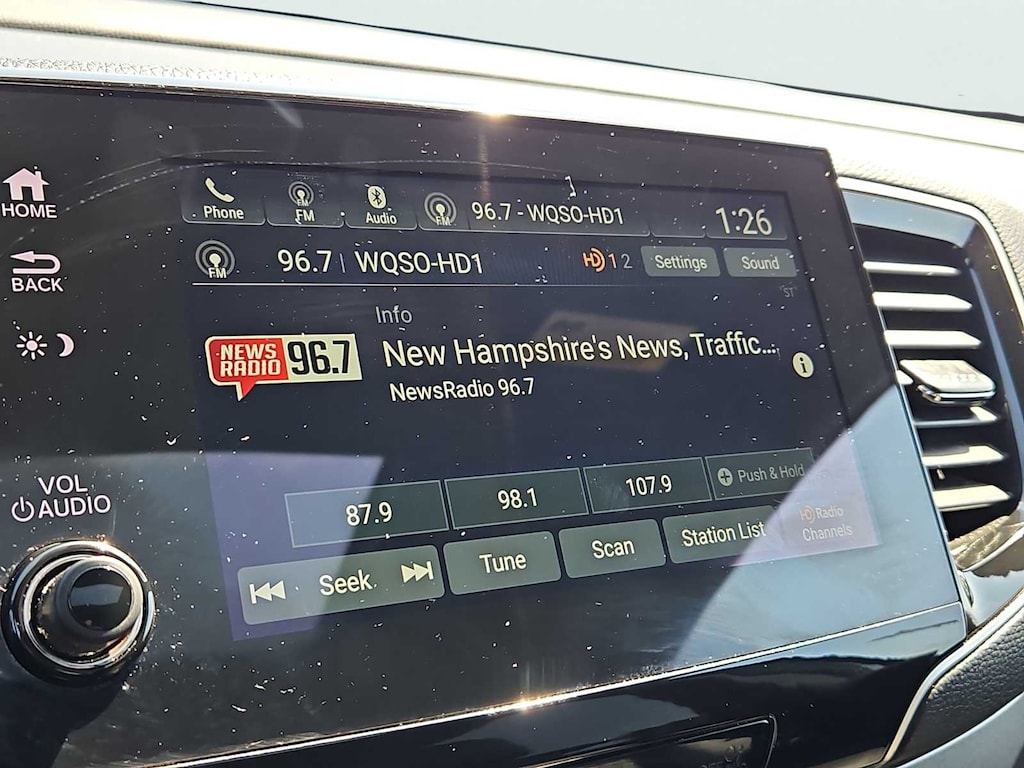 HOME
BACK
VOL
AUDIO
Phone
FM
FM
Audio
FM
96.7 - WQSO-HD1
1:26
FM
96.7 | WQSO-HD1
HD 1 2
Settings
Sound
ST
Info
NEWS
RADIO
96.7
New Hampshire's News, Traffic...
NewsRadio 96.7
i
87.9
98.1
107.9
+ Push & Hold
Seek
Tune
Scan
Station List
HD Radio
Channels